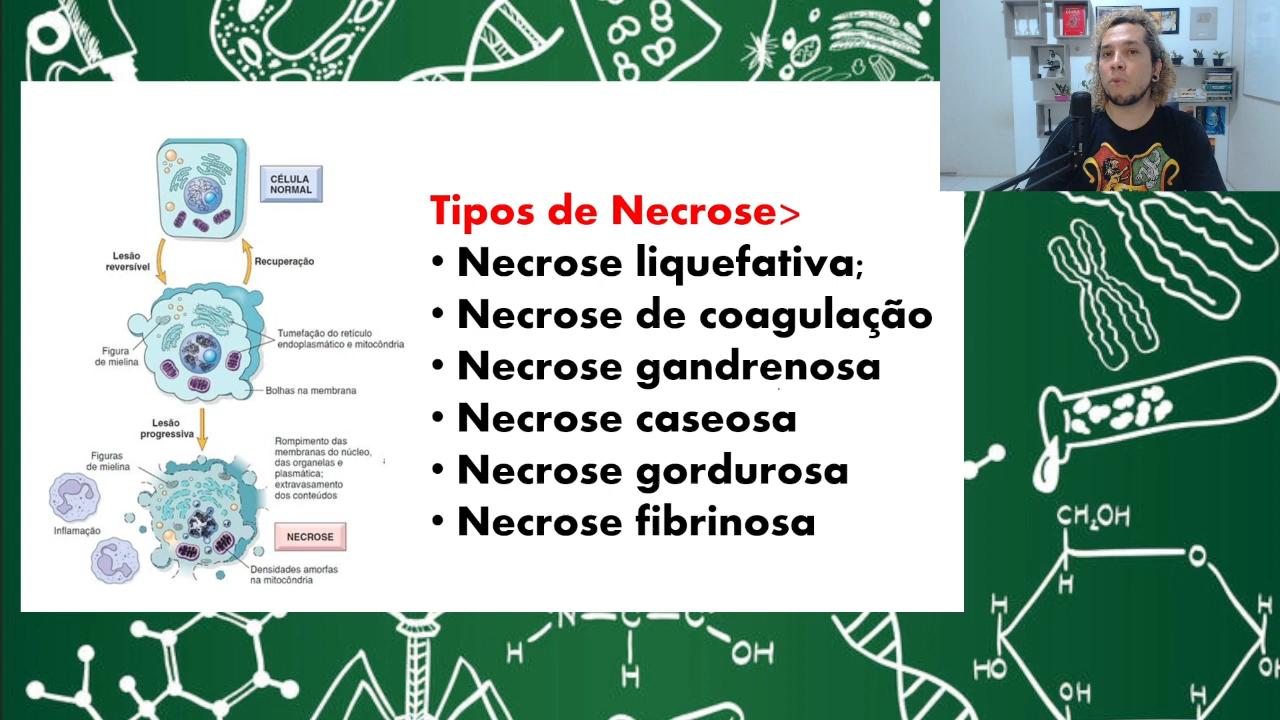 CÉLULA
NORMAL
Lesão
reversível
Recuperação
Tumefação do retículo
endoplasmático e mitocôndria
Figura
de mielina
Bolhas na membrana
Lesão
progressiva
Rompimento das
membranas do núcleo,
das organelas e
plasmática;
extravasamento
dos conteúdos
Figuras
de mielina
Inflamação
NECROSE
Densidades amorfas
na mitocôndria
Tipos de Necrose>
• Necrose liquefativa;
• Necrose de coagulação
• Necrose gandrenosa
• Necrose caseosa
• Necrose gordurosa
• Necrose fibrinosa
CH₂OH
O
H
H
H
HO
OH
OH
H
H
N
C
C
OH
H